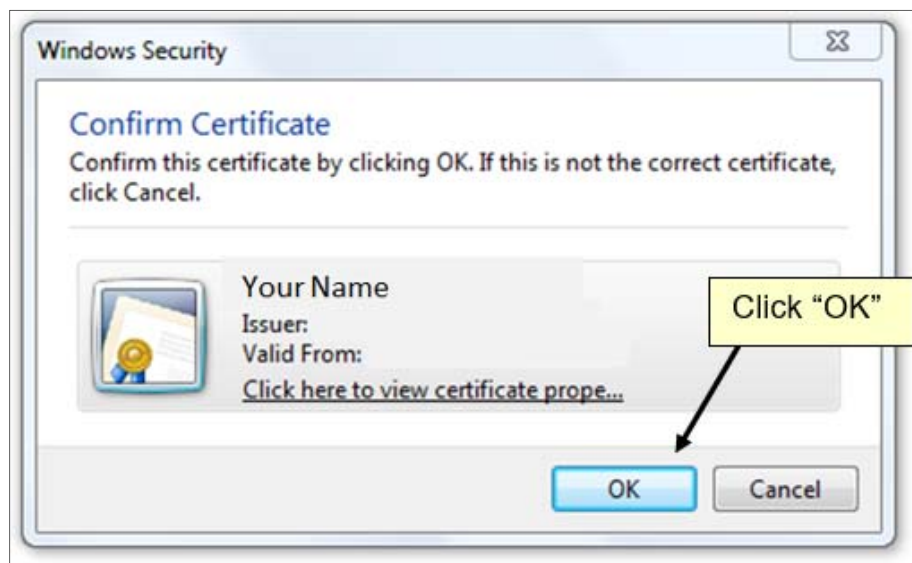 Windows Security
Confirm Certificate
Confirm this certificate by clicking OK. If this is not the correct certificate,
click Cancel.
Your Name
Issuer:
Valid From:
Click here to view certificate prope...
Click “OK”
OK
Cancel